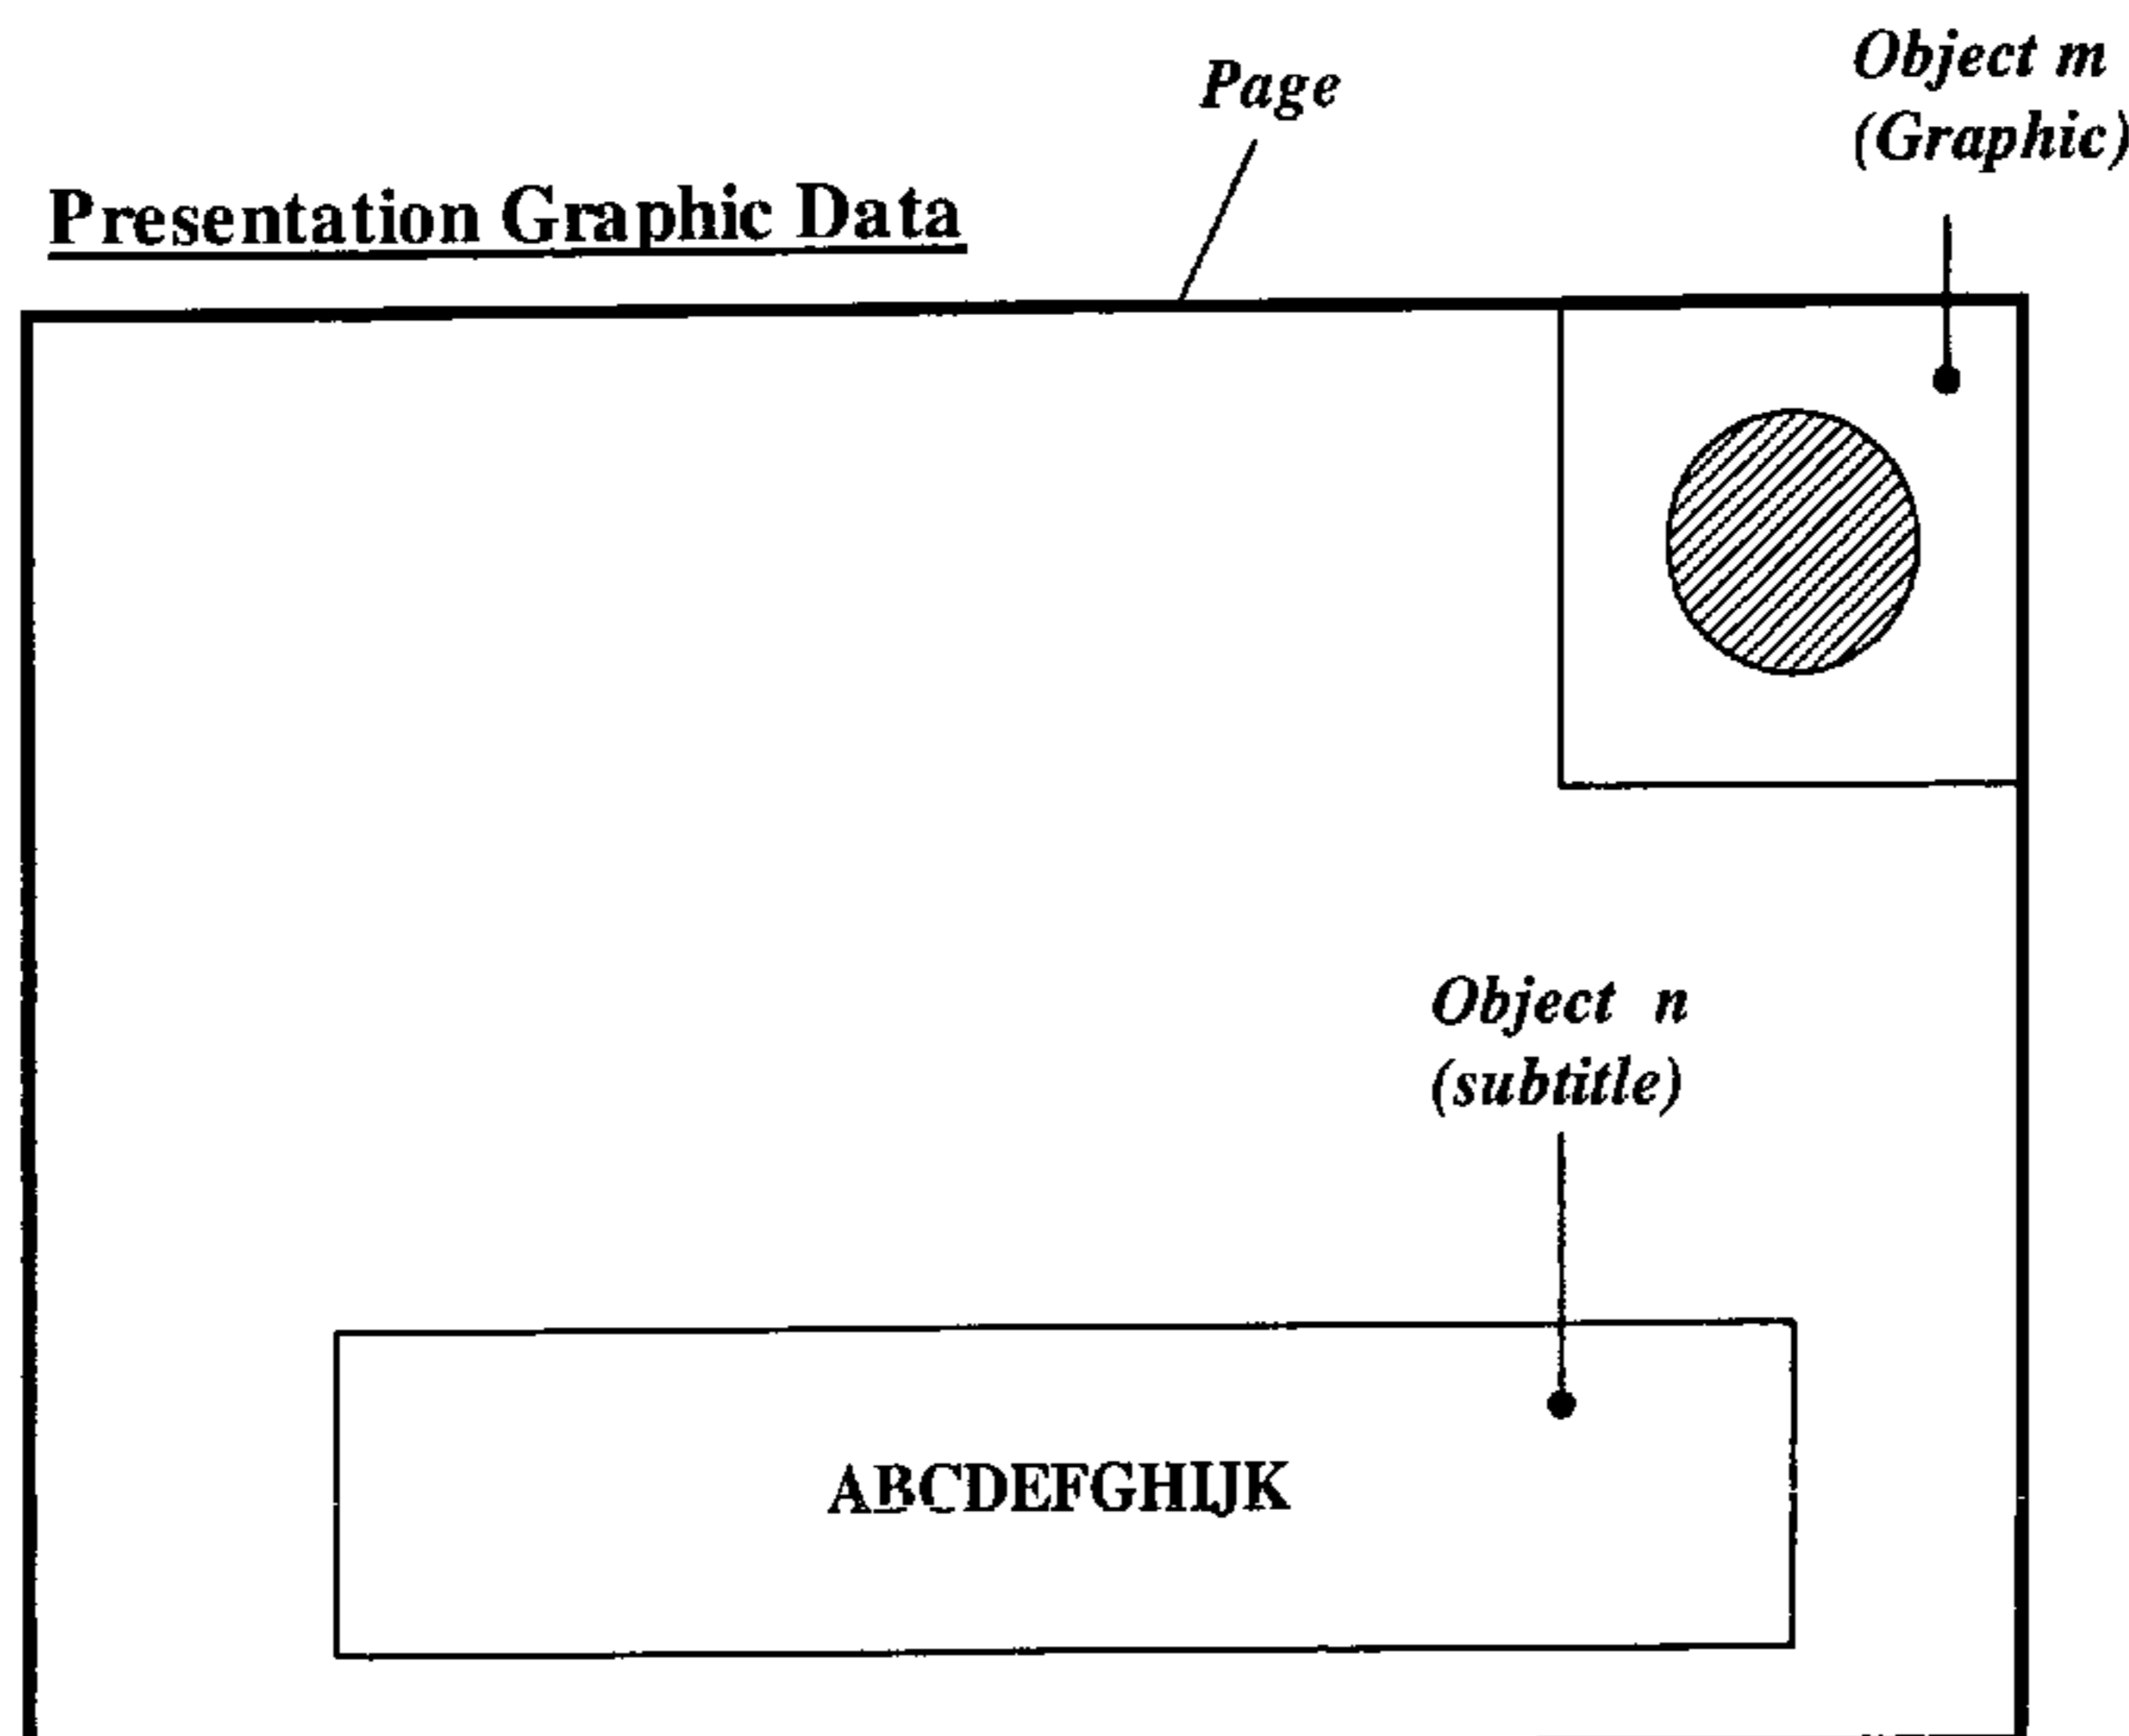 Page
Object m
(Graphic)
Presentation Graphic Data
Object n
(subtitle)
ABCDEFGHIJK